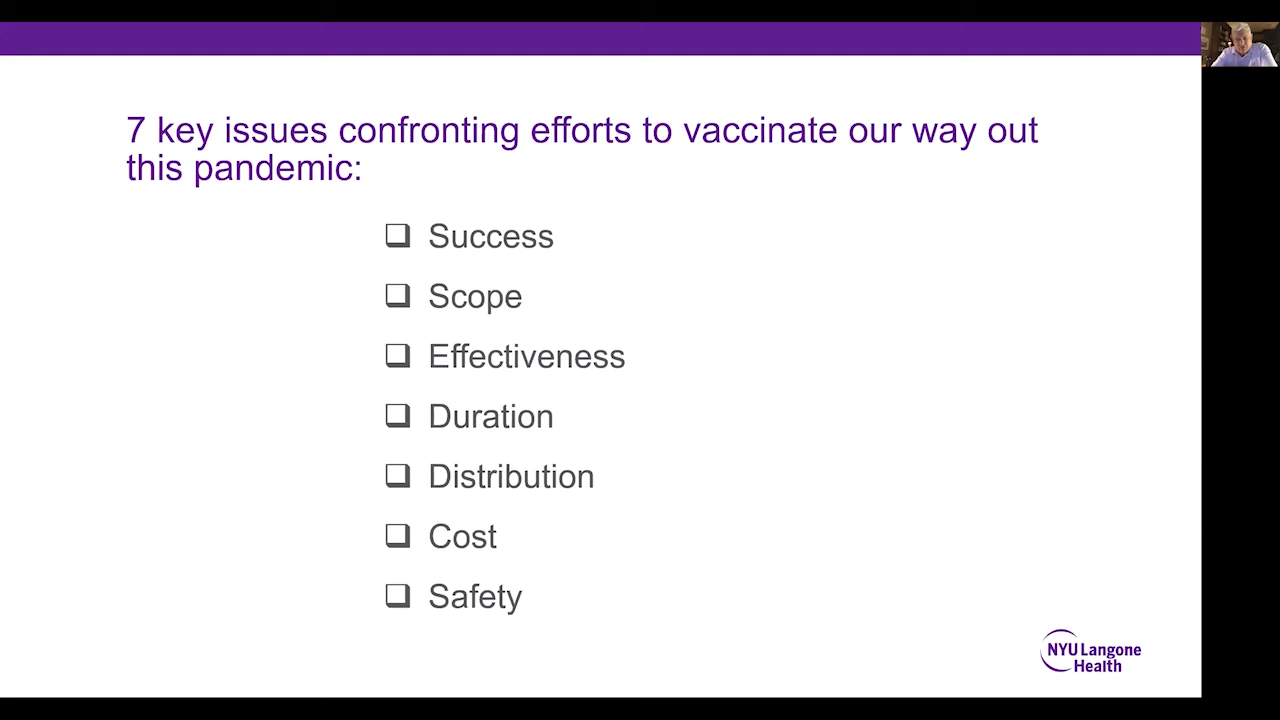 7 key issues confronting efforts to vaccinate our way out
this pandemic:
Success
Scope
Effectiveness
Duration
Distribution
Cost
Safety
NYU Langone
Health